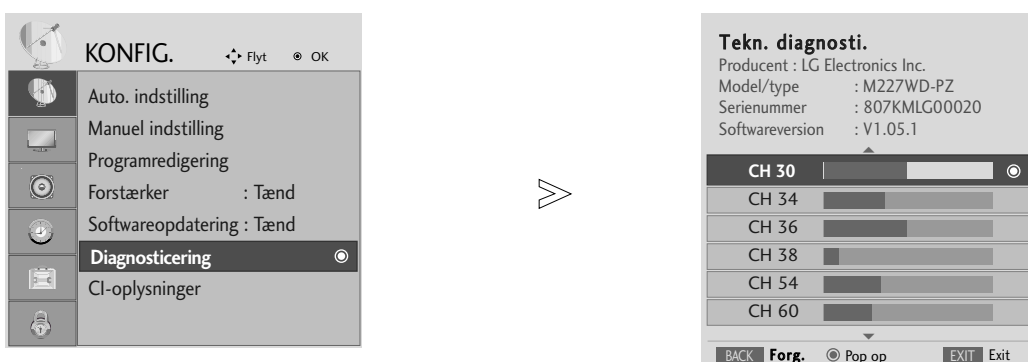 KONFIG. Flyt OK
Auto. indstilling
Manuel indstilling
Programredigering
Forstærker : Tænd
Softwareopdatering : Tænd
Diagnosticering
CI-oplysninger
Tekn. diagnosti.
Producent : LG Electronics Inc.
Model/type : M227WD-PZ
Serienummer : 807KMLG00020
Softwareversion : V1.05.1
CH 30
CH 34
CH 36
CH 38
CH 54
CH 60
BACK Forg. Pop op EXIT Exit